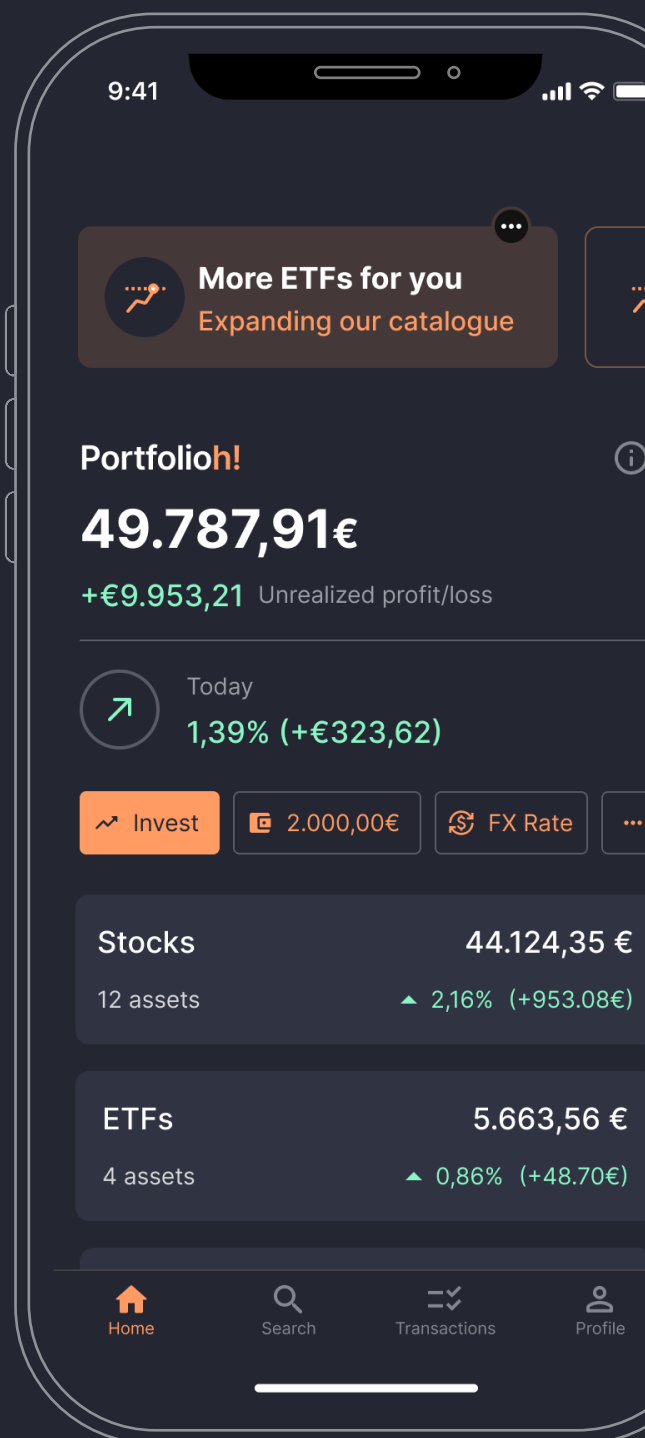 9:41
More ETFs for you
Expanding our catalogue
Portfolioh!
49.787,91€
+€9.953,21 Unrealized profit/loss
Today
1,39% (+€323,62)
Invest 2.000,00€ FX Rate
Stocks 44.124,35 €
12 assets 2,16% (+953.08€)
ETFs 5.663,56 €
4 assets 0,86% (+48.70€)
Home Search Transactions Profile